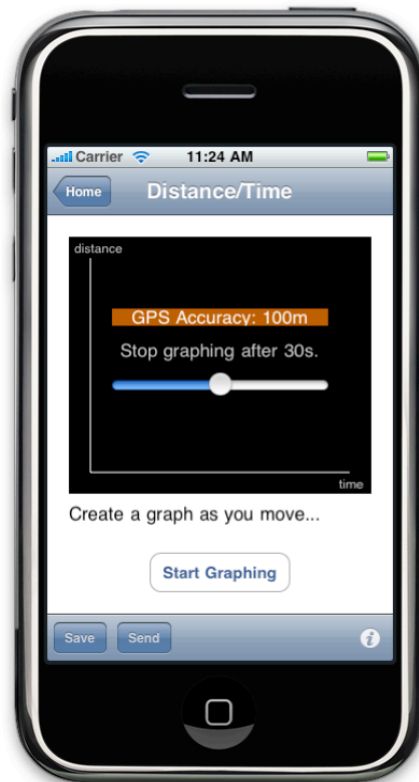 Carrier 11:24 AM
Home Distance/Time
distance
GPS Accuracy: 100m
Stop graphing after 30s.
time
Create a graph as you move...
Start Graphing
Save Send i